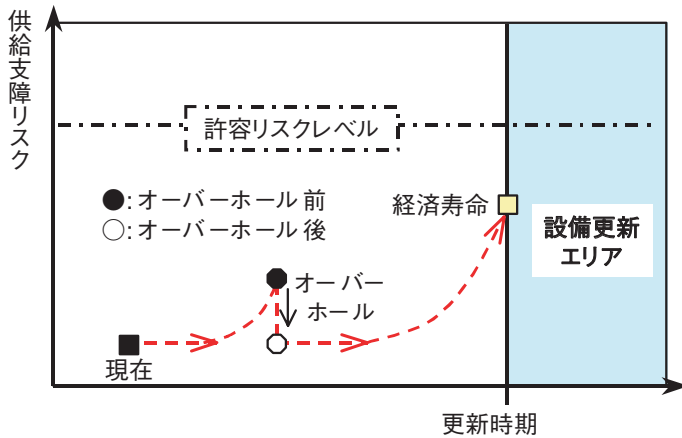 供給支障リスク
許容リスクレベル
●:オーバーホール前
○:オーバーホール後
経済寿命
設備更新
エリア
オーバー
ホール
現在
更新時期